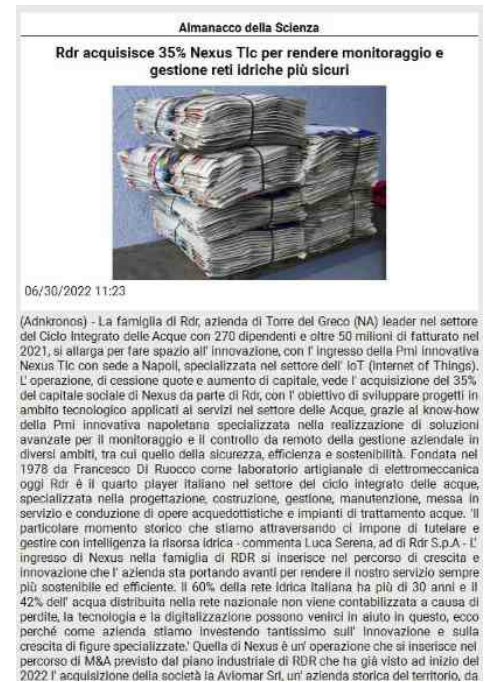 Almanacco della Scienza
Rdr acquisisce 35% Nexus Tlc per rendere monitoraggio e
gestione reti idriche più sicuri
06/30/2022 11:23
(Adnkronos) - La famiglia di Rdr, azienda di Torre del Greco (NA) leader nel settore
del Ciclo Integrato delle Acque con 270 dipendenti e oltre 50 milioni di fatturato nel
2021, si allarga per fare spazio all' innovazione, con l' ingresso della Pmi innovativa
Nexus Tlc con sede a Napoli, specializzata nel settore dell' IoT (Internet of Things).
L' operazione, di cessione quote e aumento di capitale, vede l' acquisizione del 35%
del capitale sociale di Nexus da parte di Rdr, con l' obiettivo di sviluppare progetti in
ambito tecnologico applicati ai servizi nel settore delle Acque, grazie al know-how
della Pmi innovativa napoletana specializzata nella realizzazione di soluzioni
avanzate per il monitoraggio e il controllo da remoto della gestione aziendale in
diversi ambiti, tra cui quello della sicurezza, efficienza e sostenibilità. Fondata nel
1978 da Francesco Di Ruocco come laboratorio artigianale di elettromeccanica
oggi Rdr è il quarto player italiano nel settore del ciclo integrato delle acque,
specializzata nella progettazione, costruzione, gestione, manutenzione, messa in
servizio e conduzione di opere acquedottistiche e impianti di trattamento acque. 'Il
particolare momento storico che stiamo attraversando ci impone di tutelare e
gestire con intelligenza la risorsa idrica - commenta Luca Serena, ad di Rdr S.p.A - L'
ingresso di Nexus nella famiglia di RDR si inserisce nel percorso di crescita e
innovazione che l' azienda sta portando avanti per rendere il nostro servizio sempre
più sostenibile ed efficiente. Il 60% della rete idrica italiana ha più di 30 anni e il
42% dell' acqua distribuita nella rete nazionale non viene contabilizzata a causa di
perdite, la tecnologia e la digitalizzazione possono venirci in aiuto in questo, ecco
perché come azienda stiamo investendo tantissimo sull' innovazione e sulla
crescita di figure specializzate.' Quella di Nexus è un' operazione che si inserisce nel
percorso di M&A previsto dal piano industriale di RDR che ha già visto ad inizio del
2022 l' acquisizione della società la Aviomar Srl, un' azienda storica del territorio, da